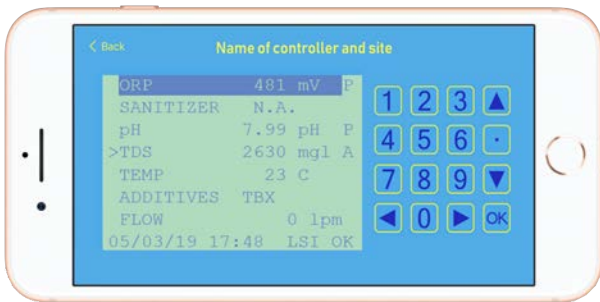 < Back Name of controller and site
ORP 481 mV P
SANITIZER N.A.
pH 7.99 pH P
>TDS 2630 mgl A
TEMP 23 C
ADDITIVES TBX
FLOW 0 lpm
05/03/19 17:48 LSI OK
1 2 3 ▲
4 5 6 ·
7 8 9 ▼
◀ 0 ▶ OK